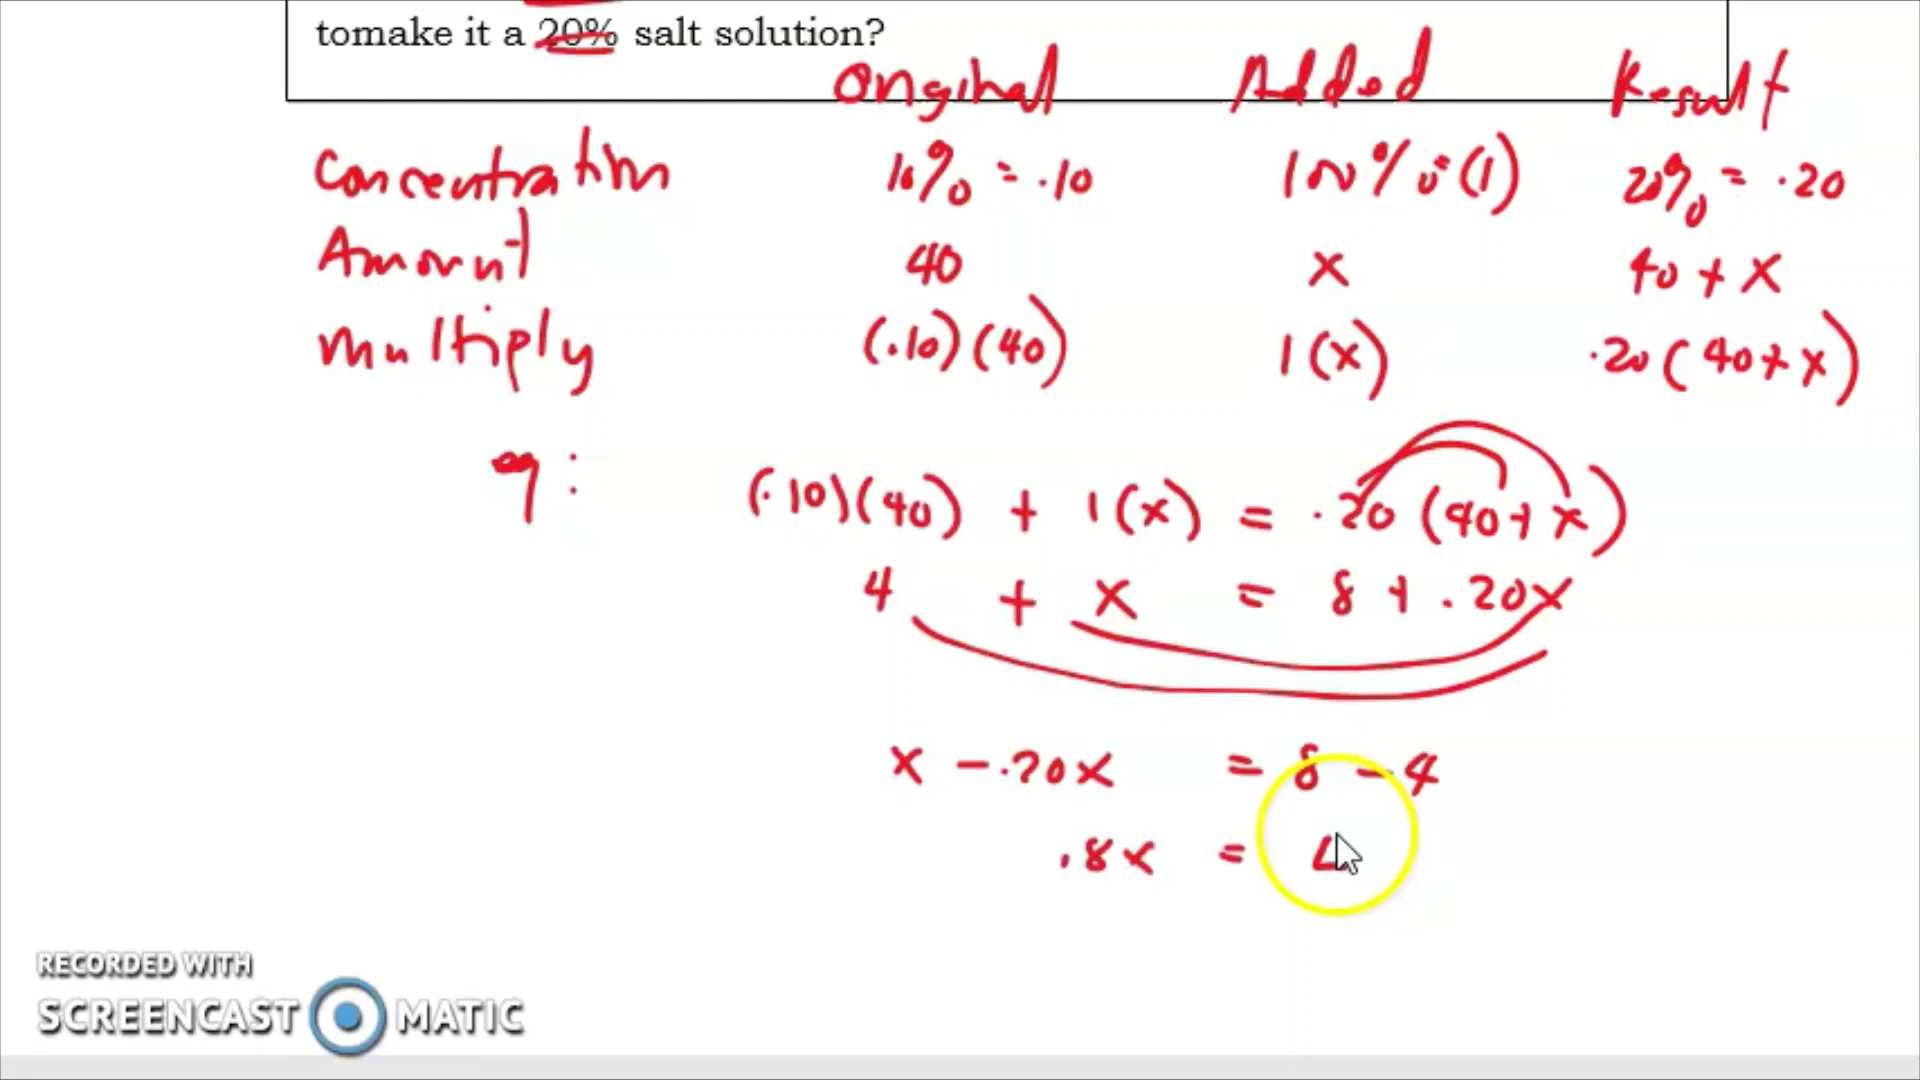 tomake it a 20% salt solution?
Original Added Result
Concentration 10% = .10 100% = (1) 20% = .20
Amount 40 x 40 + x
Multiply (.10)(40) 1(x) .20(40+x)
eq: (.10)(40) + 1(x) = .20(40+x)
4 + x = 8 + .20x
x - .20x = 8 - 4
.8x = 4
RECORDED WITH
SCREENCAST MATIC